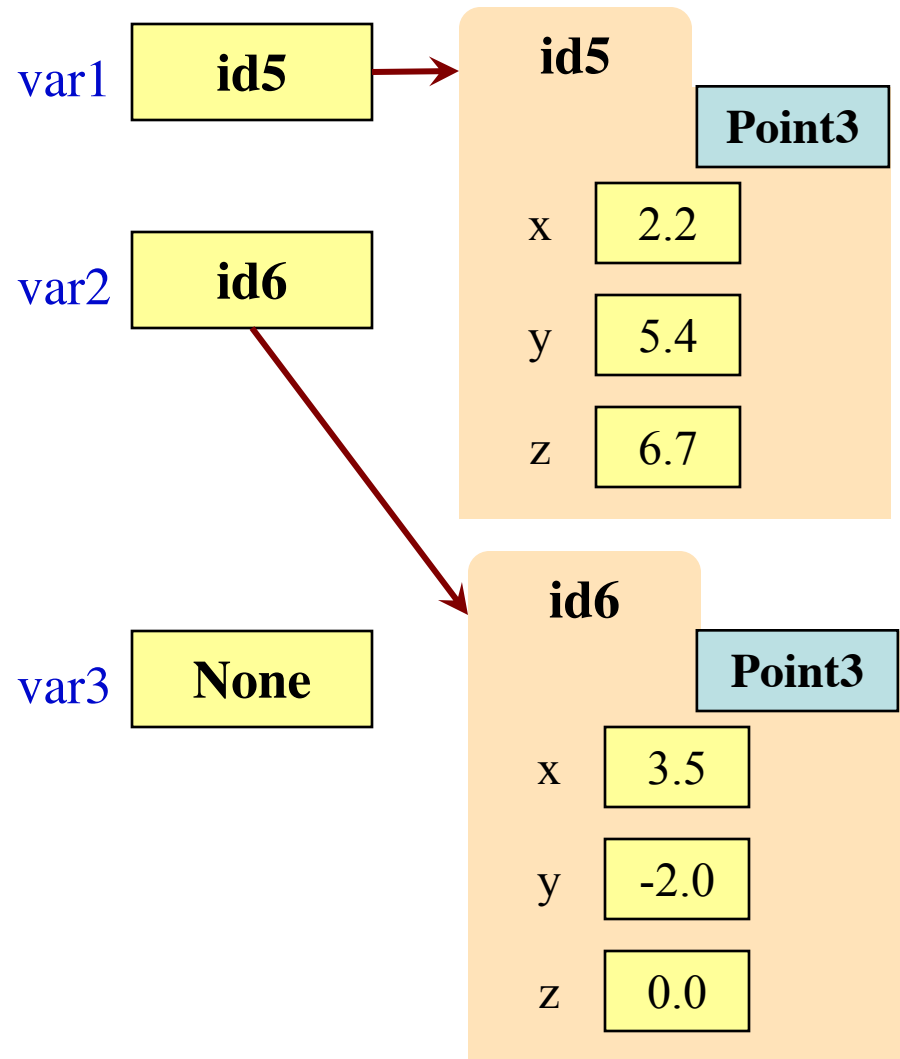 var1 id5
id5
Point3
x 2.2
y 5.4
z 6.7
var2 id6
id6
Point3
x 3.5
y -2.0
z 0.0
var3 None